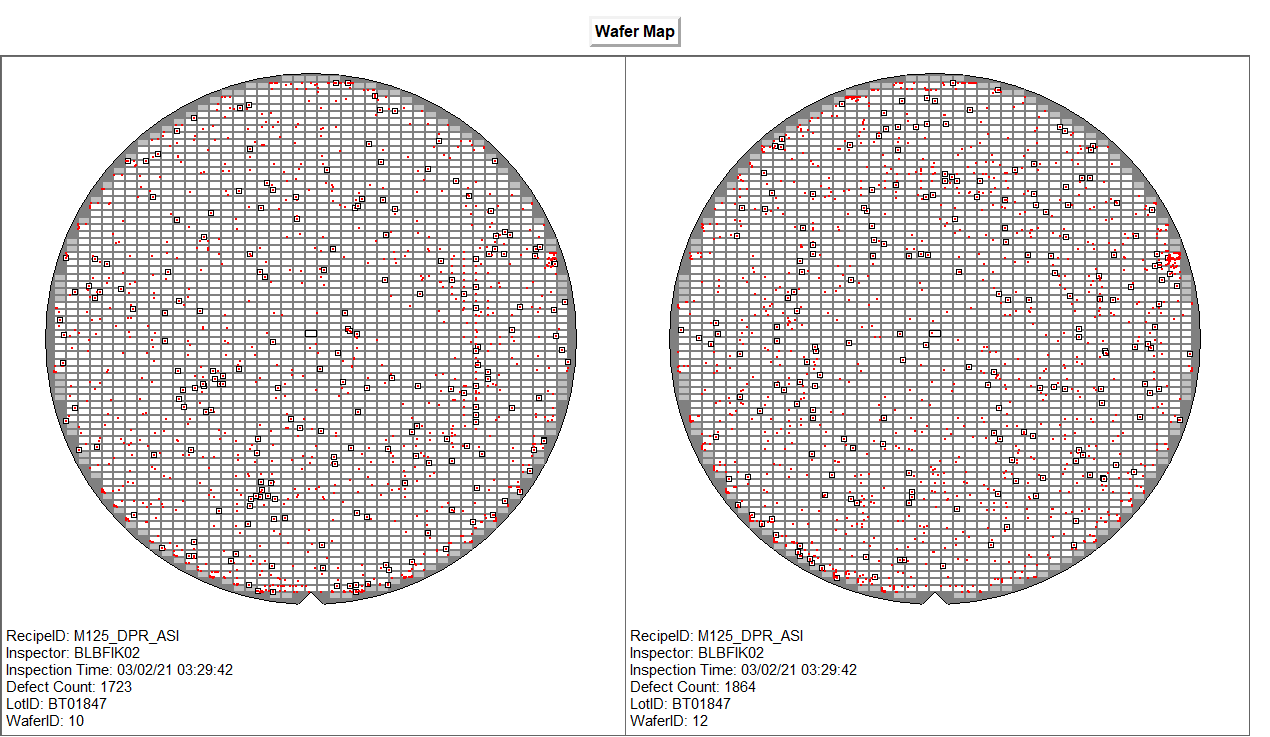 Wafer Map
RecipeID: M125_DPR_ASI
Inspector: BLBFIK02
Inspection Time: 03/02/21 03:29:42
Defect Count: 1723
LotID: BT01847
WaferID: 10
RecipeID: M125_DPR_ASI
Inspector: BLBFIK02
Inspection Time: 03/02/21 03:29:42
Defect Count: 1864
LotID: BT01847
WaferID: 12